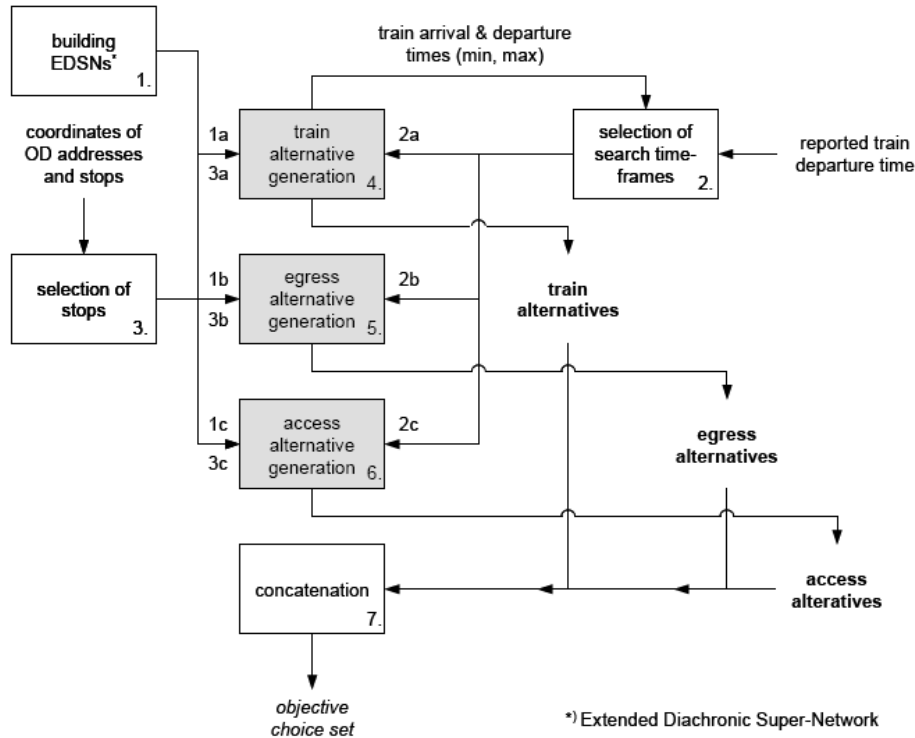 building
EDSNs*
1.
train arrival & departure
times (min, max)
coordinates of
OD addresses
and stops
1a
3a
train
alternative
generation
4.
2a
selection of
search time-
frames
2.
reported train
departure time
selection of
stops
3.
1b
3b
egress
alternative
generation
5.
2b
train
alternatives
1c
3c
access
alternative
generation
6.
2c
egress
alternatives
concatenation
7.
access
alteratives
objective
choice set
*) Extended Diachronic Super-Network